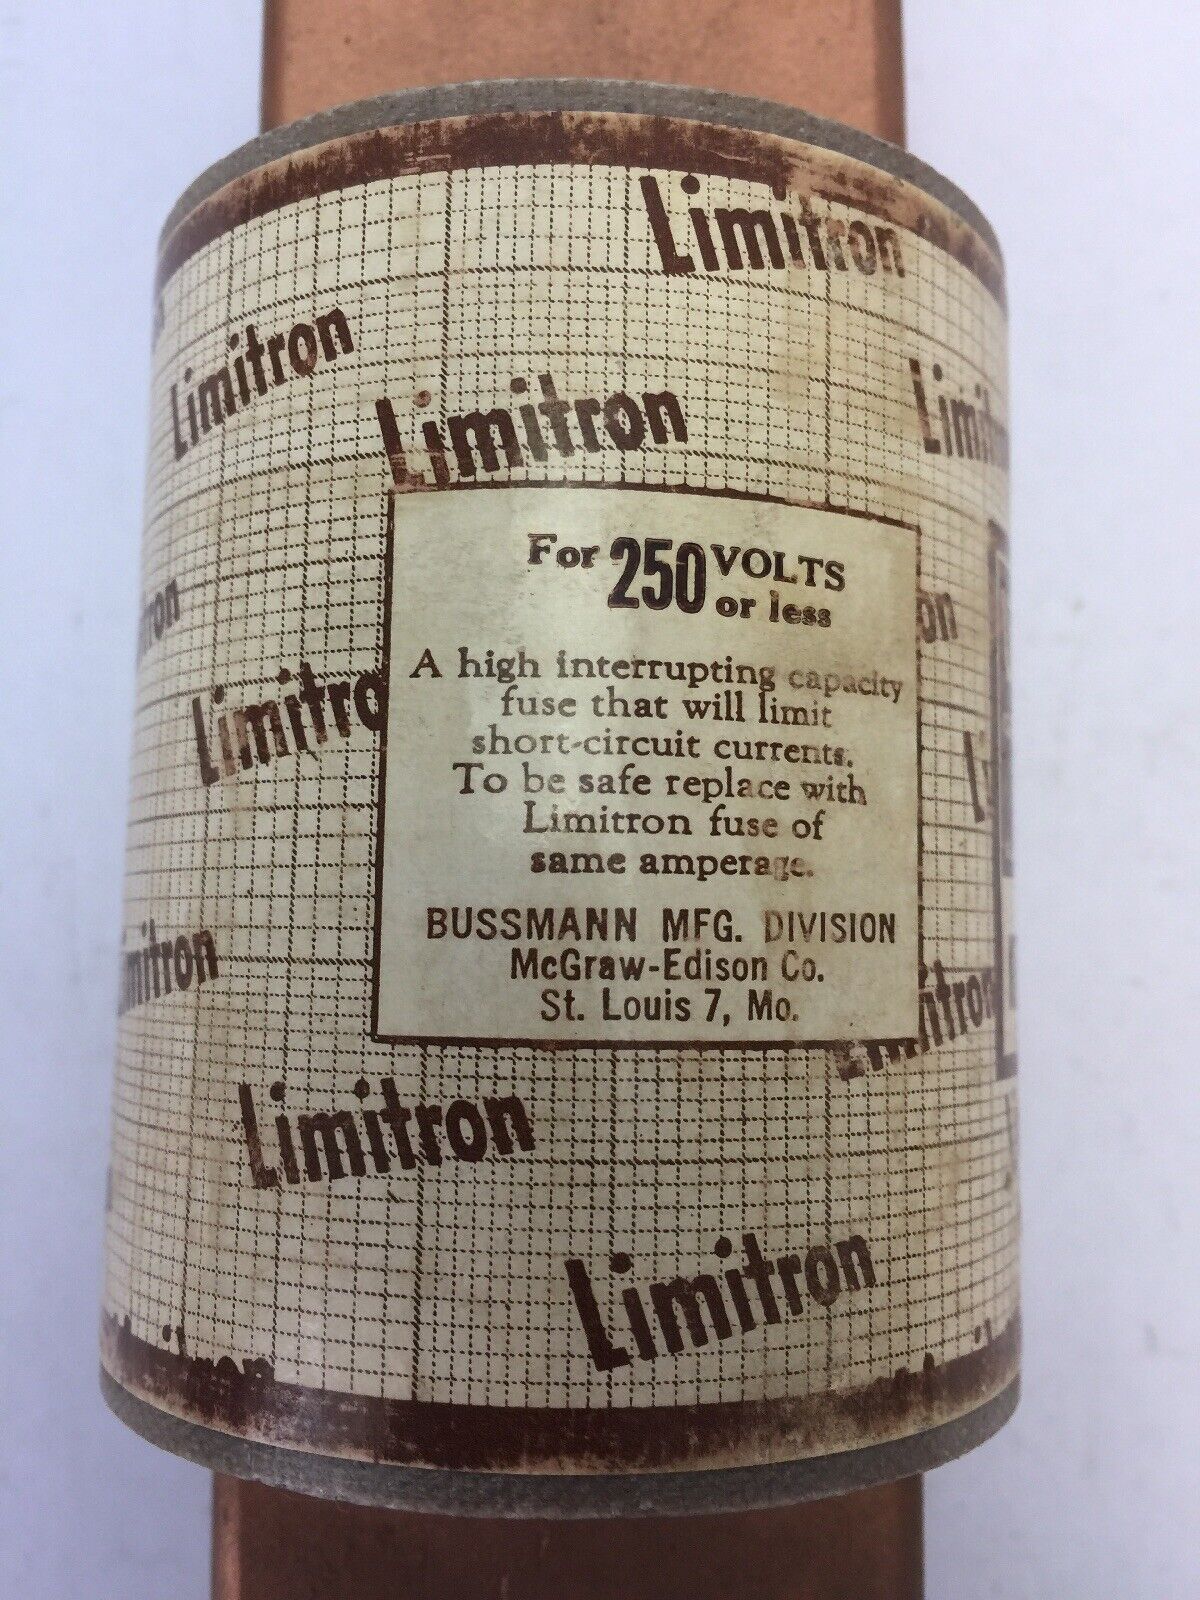 Limitron
Limitron
Limitron
For 250 VOLTS
or less
A high interrupting capacity
fuse that will limit
short-circuit currents.
To be safe replace with
Limitron fuse of
same amperage.
BUSSMANN MFG. DIVISION
McGraw-Edison Co.
St. Louis 7, Mo.
Limitro
Limitron
Limitron